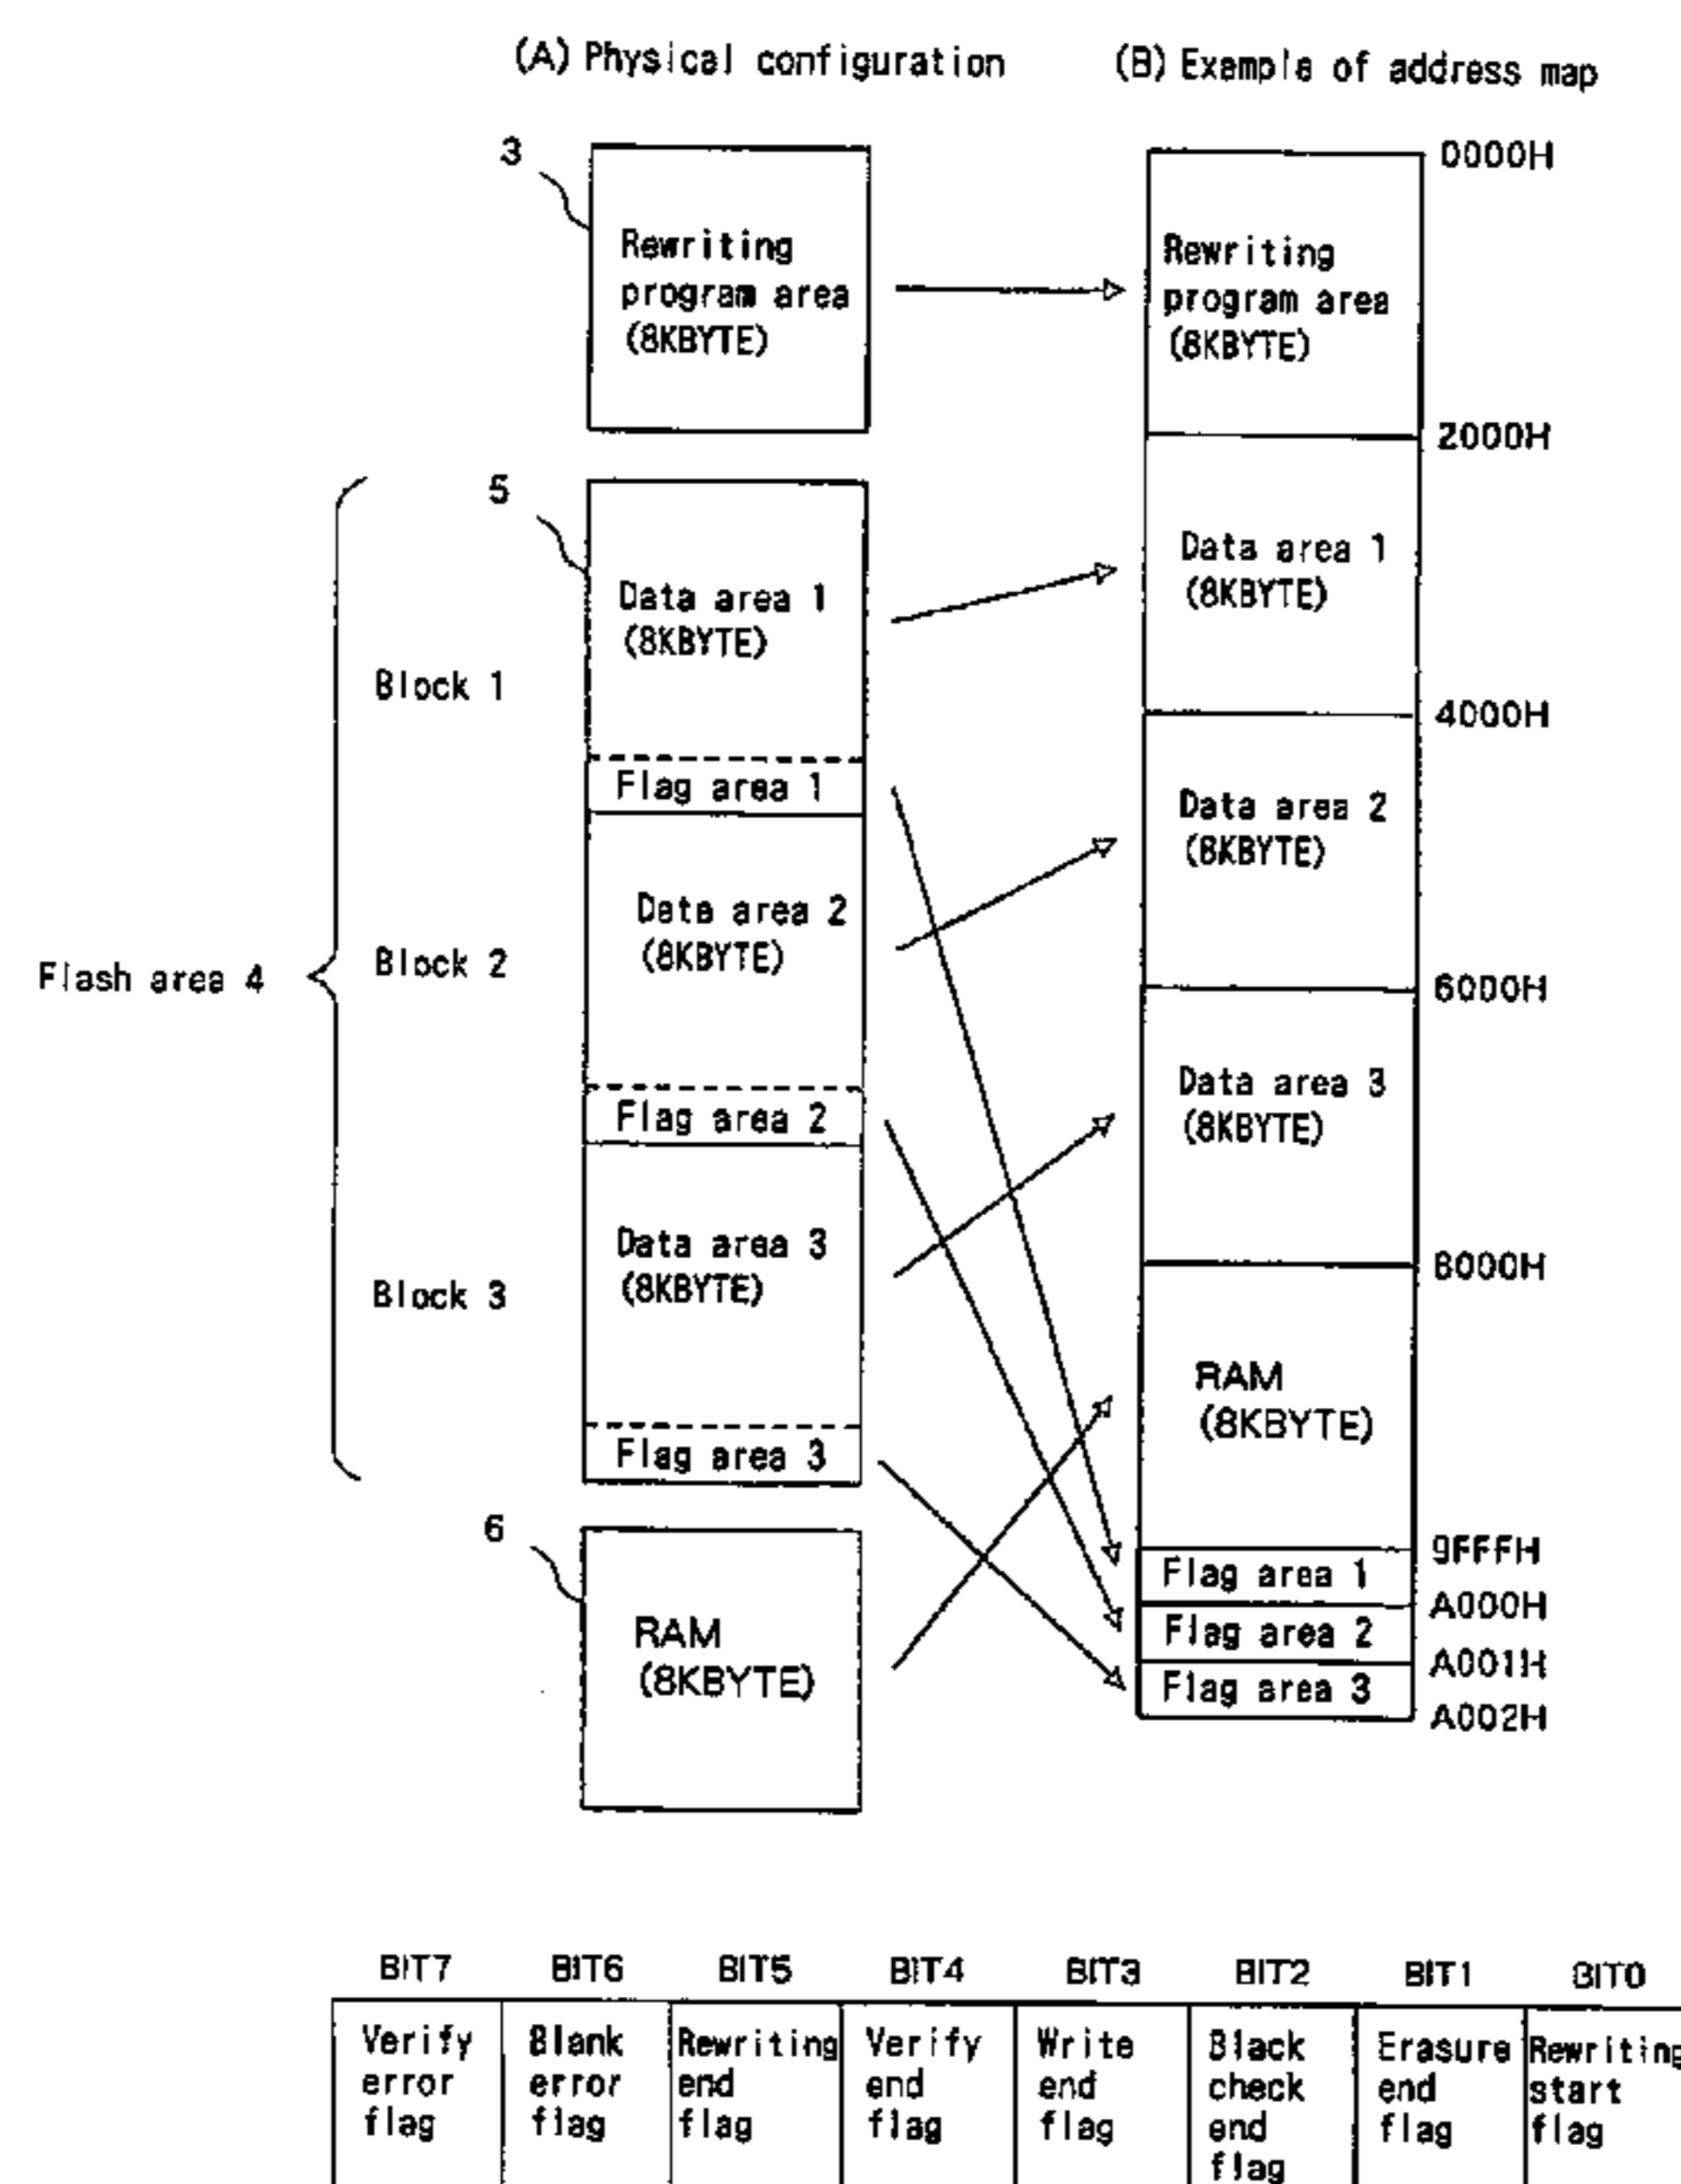 (A) Physical configuration
(B) Example of address map
3
Rewriting
program area
(8KBYTE)
Rewriting
program area
(8KBYTE)
0000H
2000H
5
Data area 1
(8KBYTE)
Data area 1
(8KBYTE)
Block 1
4000H
Flag area 1
Data area 2
(8KBYTE)
Data area 2
(8KBYTE)
Flash area 4
Block 2
6000H
Flag area 2
Data area 3
(8KBYTE)
Data area 3
(8KBYTE)
Block 3
8000H
Flag area 3
RAM
(8KBYTE)
6
RAM
(8KBYTE)
9FFFH
Flag area 1
A000H
Flag area 2
A001H
Flag area 3
A002H
BIT7 BIT6 BIT5 BIT4 BIT3 BIT2 BIT1 BIT0
Verify
error
flag
Blank
error
flag
Rewriting
end
flag
Verify
end
flag
Write
end
flag
Black
check
end
flag
Erasure
end
flag
Rewriting
start
flag